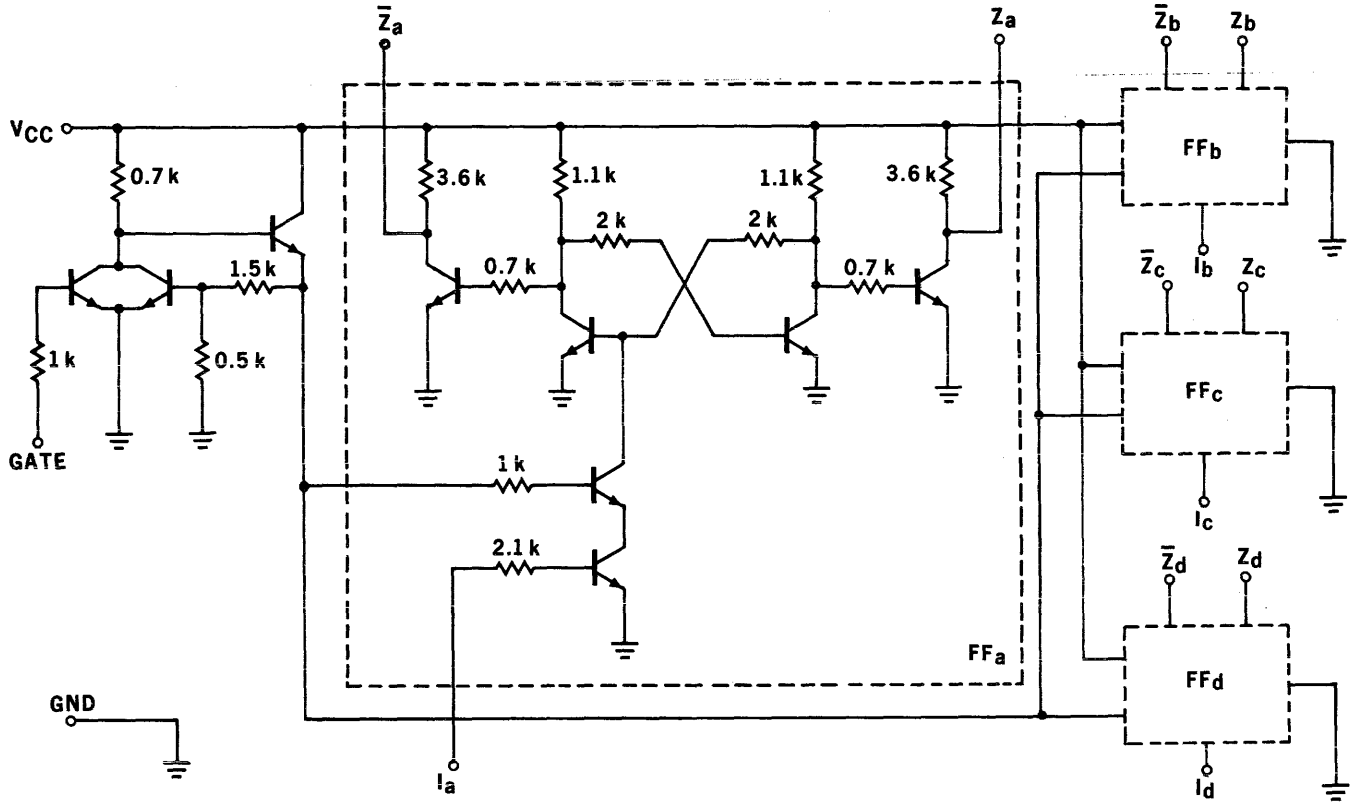 Z̅a
Za
Z̅b
Zb
VCC
0.7 k
3.6 k
1.1 k
1.1 k
3.6 k
FFb
2 k
2 k
1.5 k
0.7 k
0.7 k
Ib
Z̅c
Zc
1 k
0.5 k
FFc
GATE
1 k
Ic
2.1 k
Z̅d
Zd
FFa
FFd
GND
Ia
Id